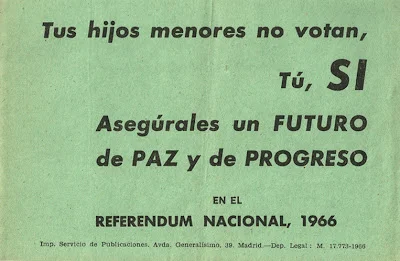 Tus hijos menores no votan,
Tú, SI
Asegúrales un FUTURO
de PAZ y de PROGRESO
EN EL
REFERENDUM NACIONAL, 1966
Imp. Servicio de Publicaciones. Avda. Generalísimo, 39. Madrid.—Dep. Legal: M. 17.773-1966